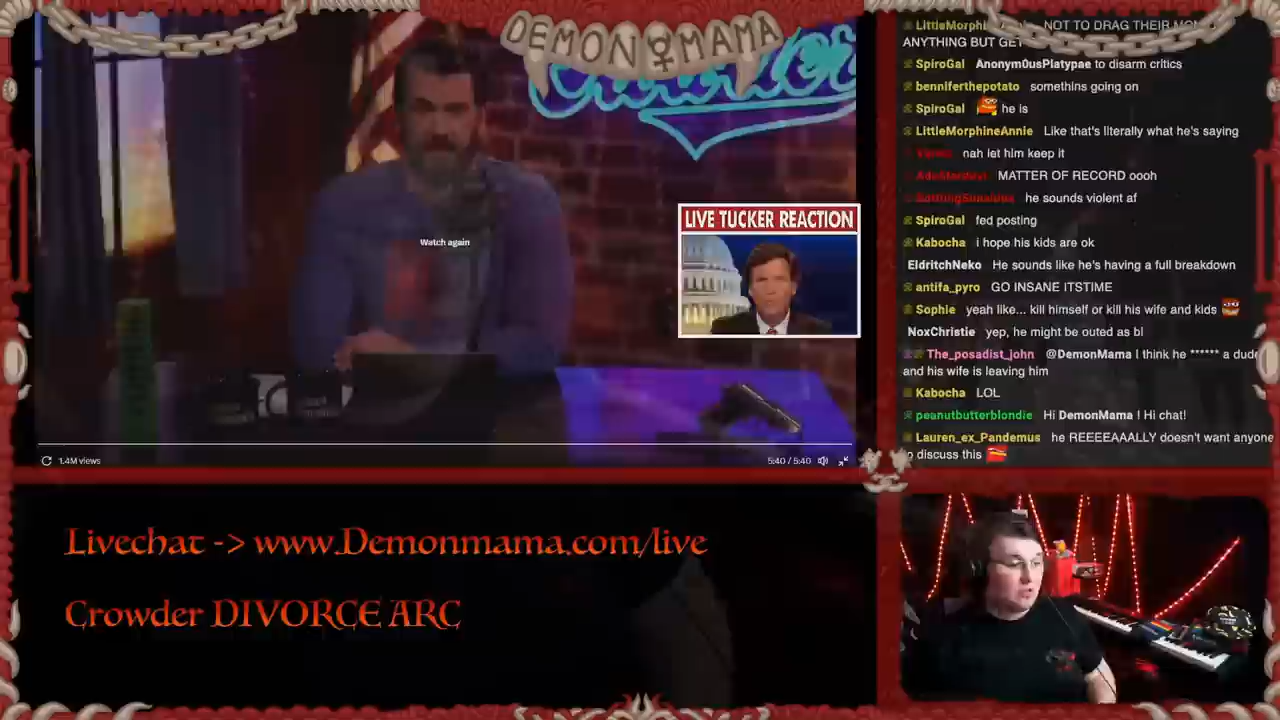 DEMON MAMA
LIVE TUCKER REACTION
Watch again
1.4M views
5:40 / 5:40
LittleMorphi NOT TO DRAG THEIR
ANYTHING BUT GET
SpiroGal AnonymOusPlatypae to disarm critics
benniferthepotato somethins going on
SpiroGal he is
LittleMorphineAnnie Like that's literally what he's saying
nah let him keep it
MATTER OF RECORD oooh
he sounds violent af
SpiroGal fed posting
Kabocha i hope his kids are ok
EldritchNeko He sounds like he's having a full breakdown
antifa_pyro GO INSANE ITSTIME
Sophie yeah like... kill himself or kill his wife and kids
NoxChristie yep, he might be outed as bl
The_posadist_john @DemonMama I think he ****** a dude
and his wife is leaving him
Kabocha LOL
peanutbutterblondie Hi DemonMama ! Hi chat!
Lauren_ex_Pandemus he REEEEAAALLY doesn't want anyone
to discuss this
Livechat -> www.Demonmama.com/live
Crowder DIVORCE ARC